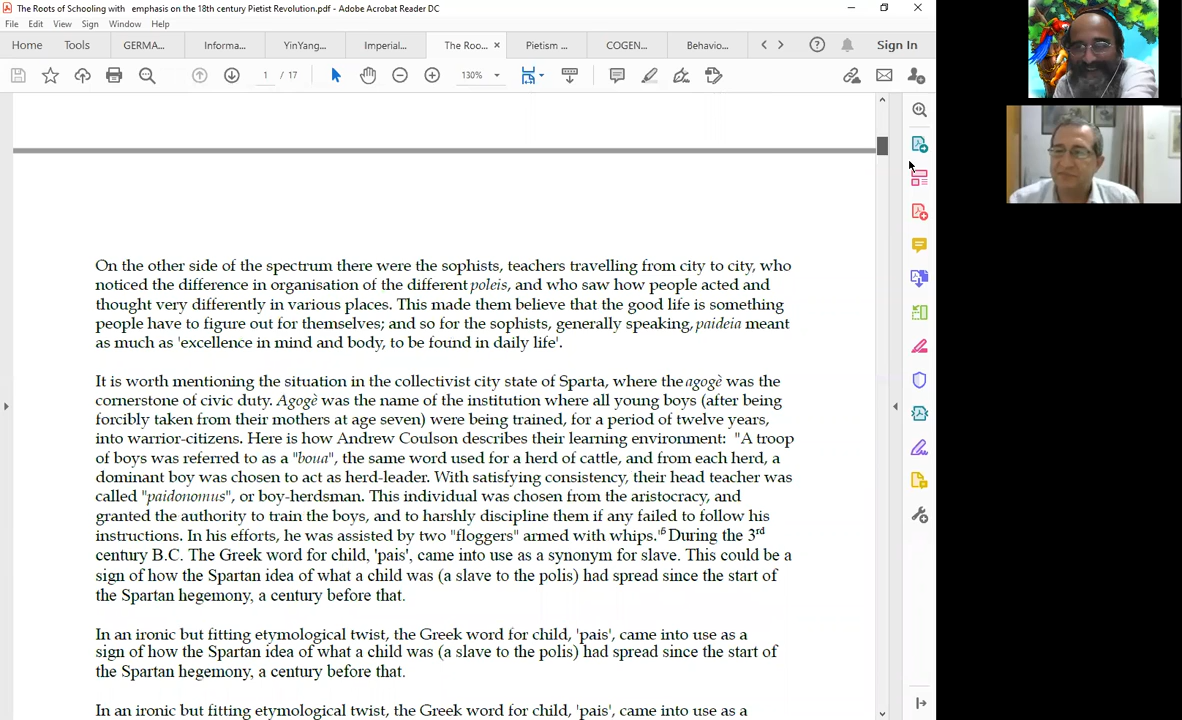 The Roots of Schooling with emphasis on the 18th century Pietist Revolution.pdf - Adobe Acrobat Reader DC
File Edit View Sign Window Help
Home Tools GERMA... Informa... YinYang... Imperial... The Roo... × Pietism ... COGEN... Behavio... Sign In
1 / 17 130%
On the other side of the spectrum there were the sophists, teachers travelling from city to city, who
noticed the difference in organisation of the different poleis, and who saw how people acted and
thought very differently in various places. This made them believe that the good life is something
people have to figure out for themselves; and so for the sophists, generally speaking, paideia meant
as much as 'excellence in mind and body, to be found in daily life'.
It is worth mentioning the situation in the collectivist city state of Sparta, where the agogè was the
cornerstone of civic duty. Agogè was the name of the institution where all young boys (after being
forcibly taken from their mothers at age seven) were being trained, for a period of twelve years,
into warrior-citizens. Here is how Andrew Coulson describes their learning environment: "A troop
of boys was referred to as a "boua", the same word used for a herd of cattle, and from each herd, a
dominant boy was chosen to act as herd-leader. With satisfying consistency, their head teacher was
called "paidonomus", or boy-herdsman. This individual was chosen from the aristocracy, and
granted the authority to train the boys, and to harshly discipline them if any failed to follow his
instructions. In his efforts, he was assisted by two "floggers" armed with whips."⁶ During the 3rd
century B.C. The Greek word for child, 'pais', came into use as a synonym for slave. This could be a
sign of how the Spartan idea of what a child was (a slave to the polis) had spread since the start of
the Spartan hegemony, a century before that.
In an ironic but fitting etymological twist, the Greek word for child, 'pais', came into use as a
sign of how the Spartan idea of what a child was (a slave to the polis) had spread since the start of
the Spartan hegemony, a century before that.
In an ironic but fitting etymological twist, the Greek word for child, 'pais', came into use as a